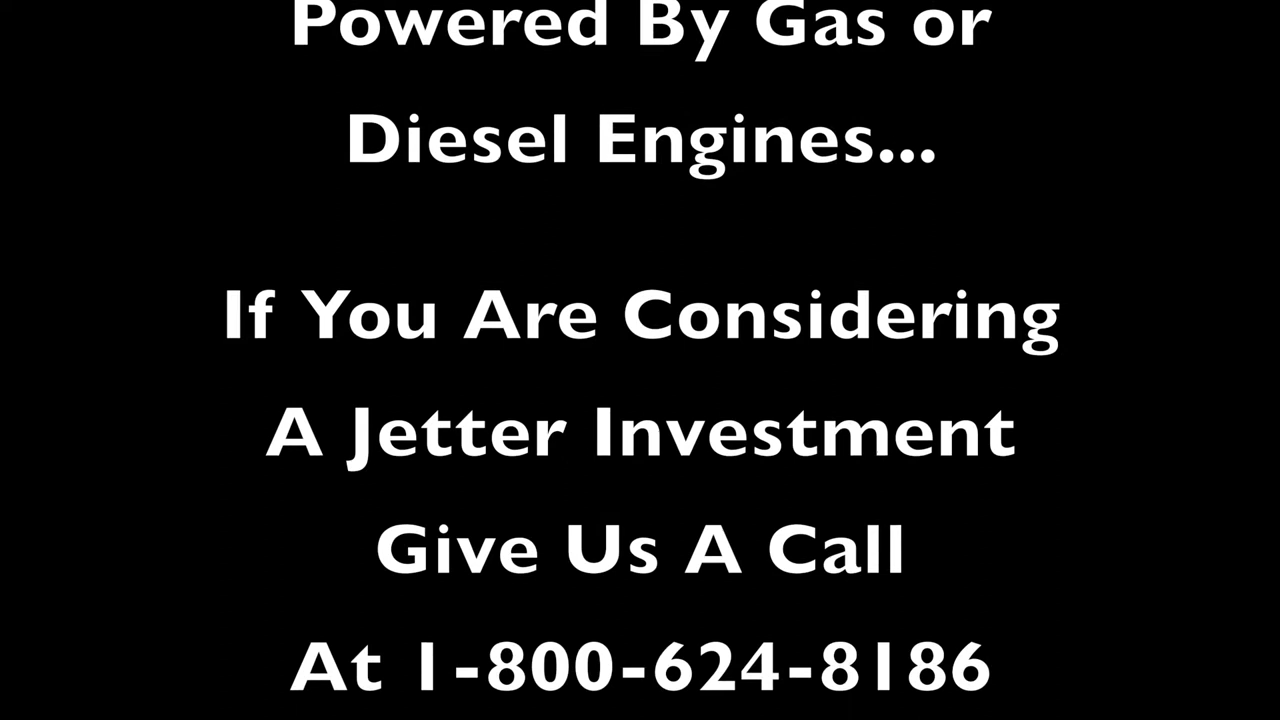 Powered By Gas or
Diesel Engines...
If You Are Considering
A Jetter Investment
Give Us A Call
At 1-800-624-8186